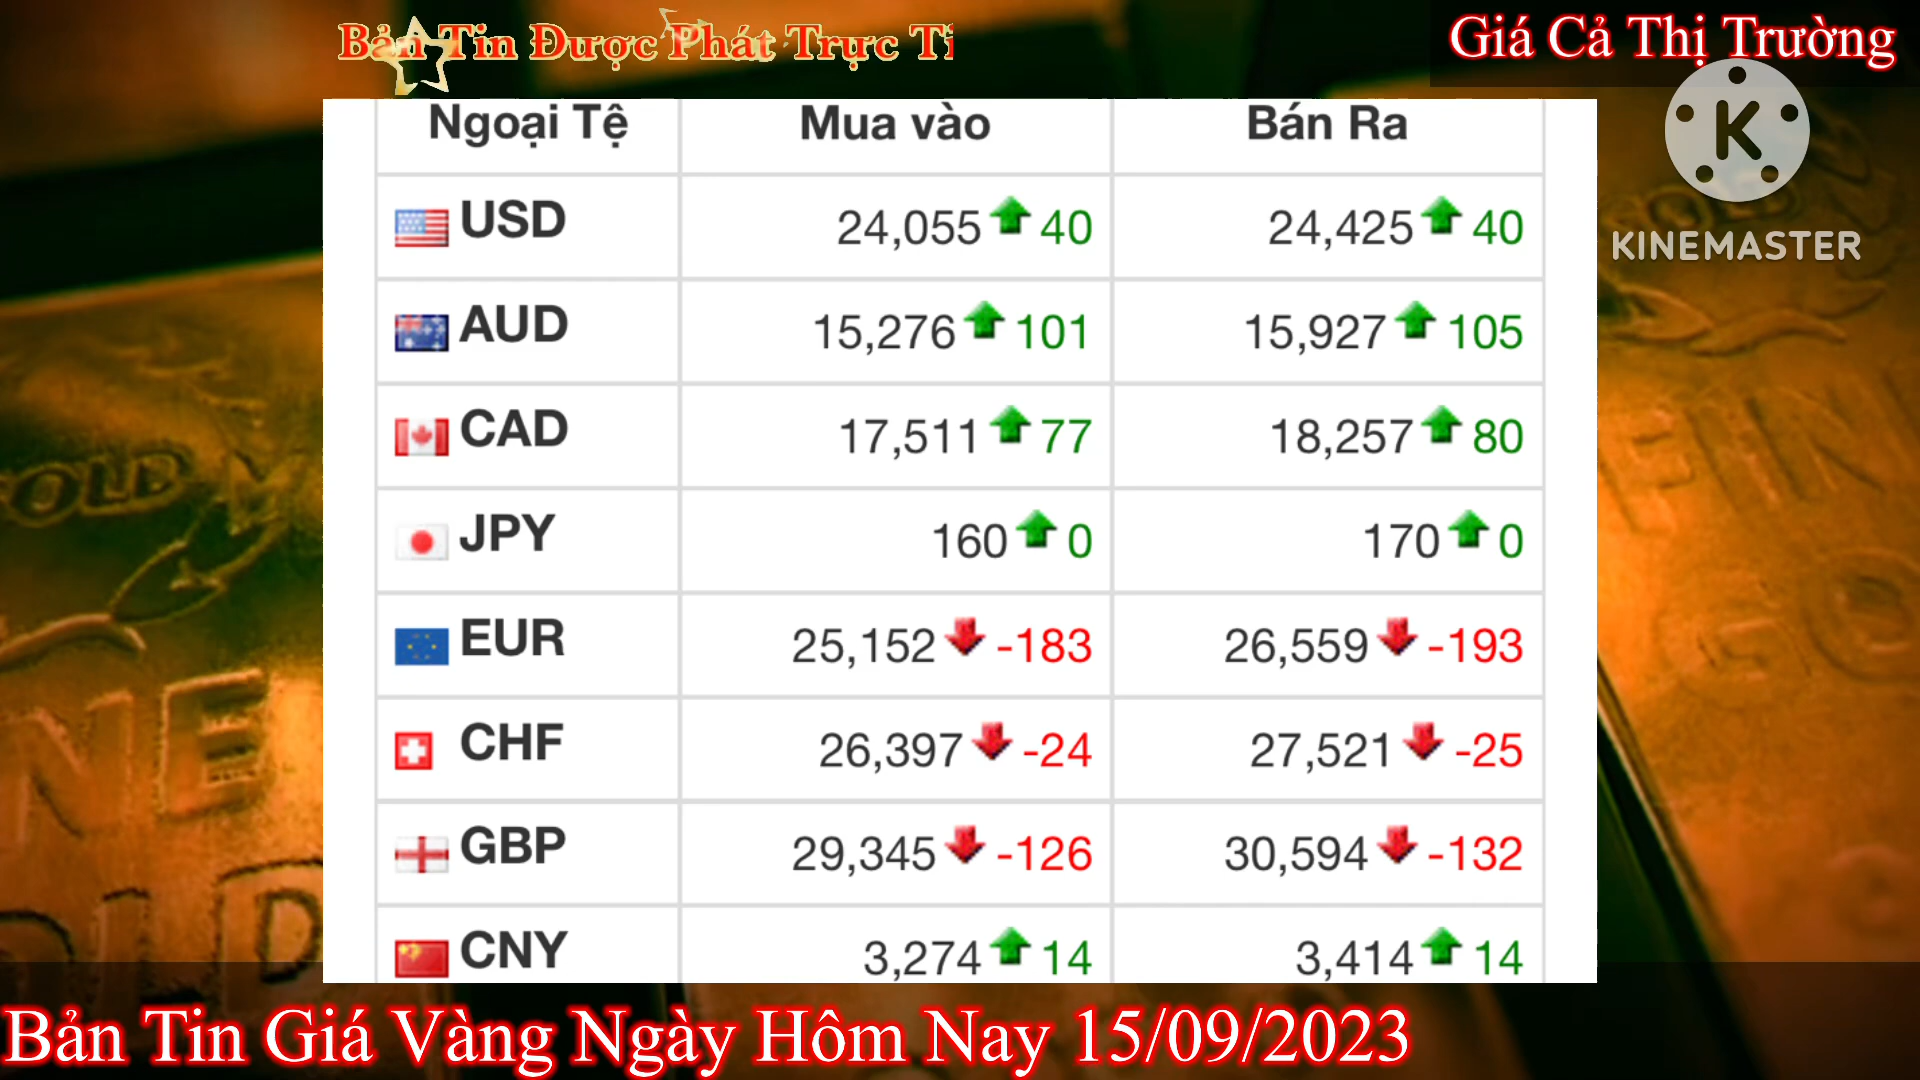 Bản Tin Được Phát Trực Ti
Giá Cả Thị Trường
K
KINEMASTER
Ngoại Tệ Mua vào Bán Ra
USD 24,055 40 24,425 40
AUD 15,276 101 15,927 105
CAD 17,511 77 18,257 80
JPY 160 0 170 0
EUR 25,152 -183 26,559 -193
CHF 26,397 -24 27,521 -25
GBP 29,345 -126 30,594 -132
CNY 3,274 14 3,414 14
GOLD
FIN
OLD
NE
Bản Tin Giá Vàng Ngày Hôm Nay 15/09/2023